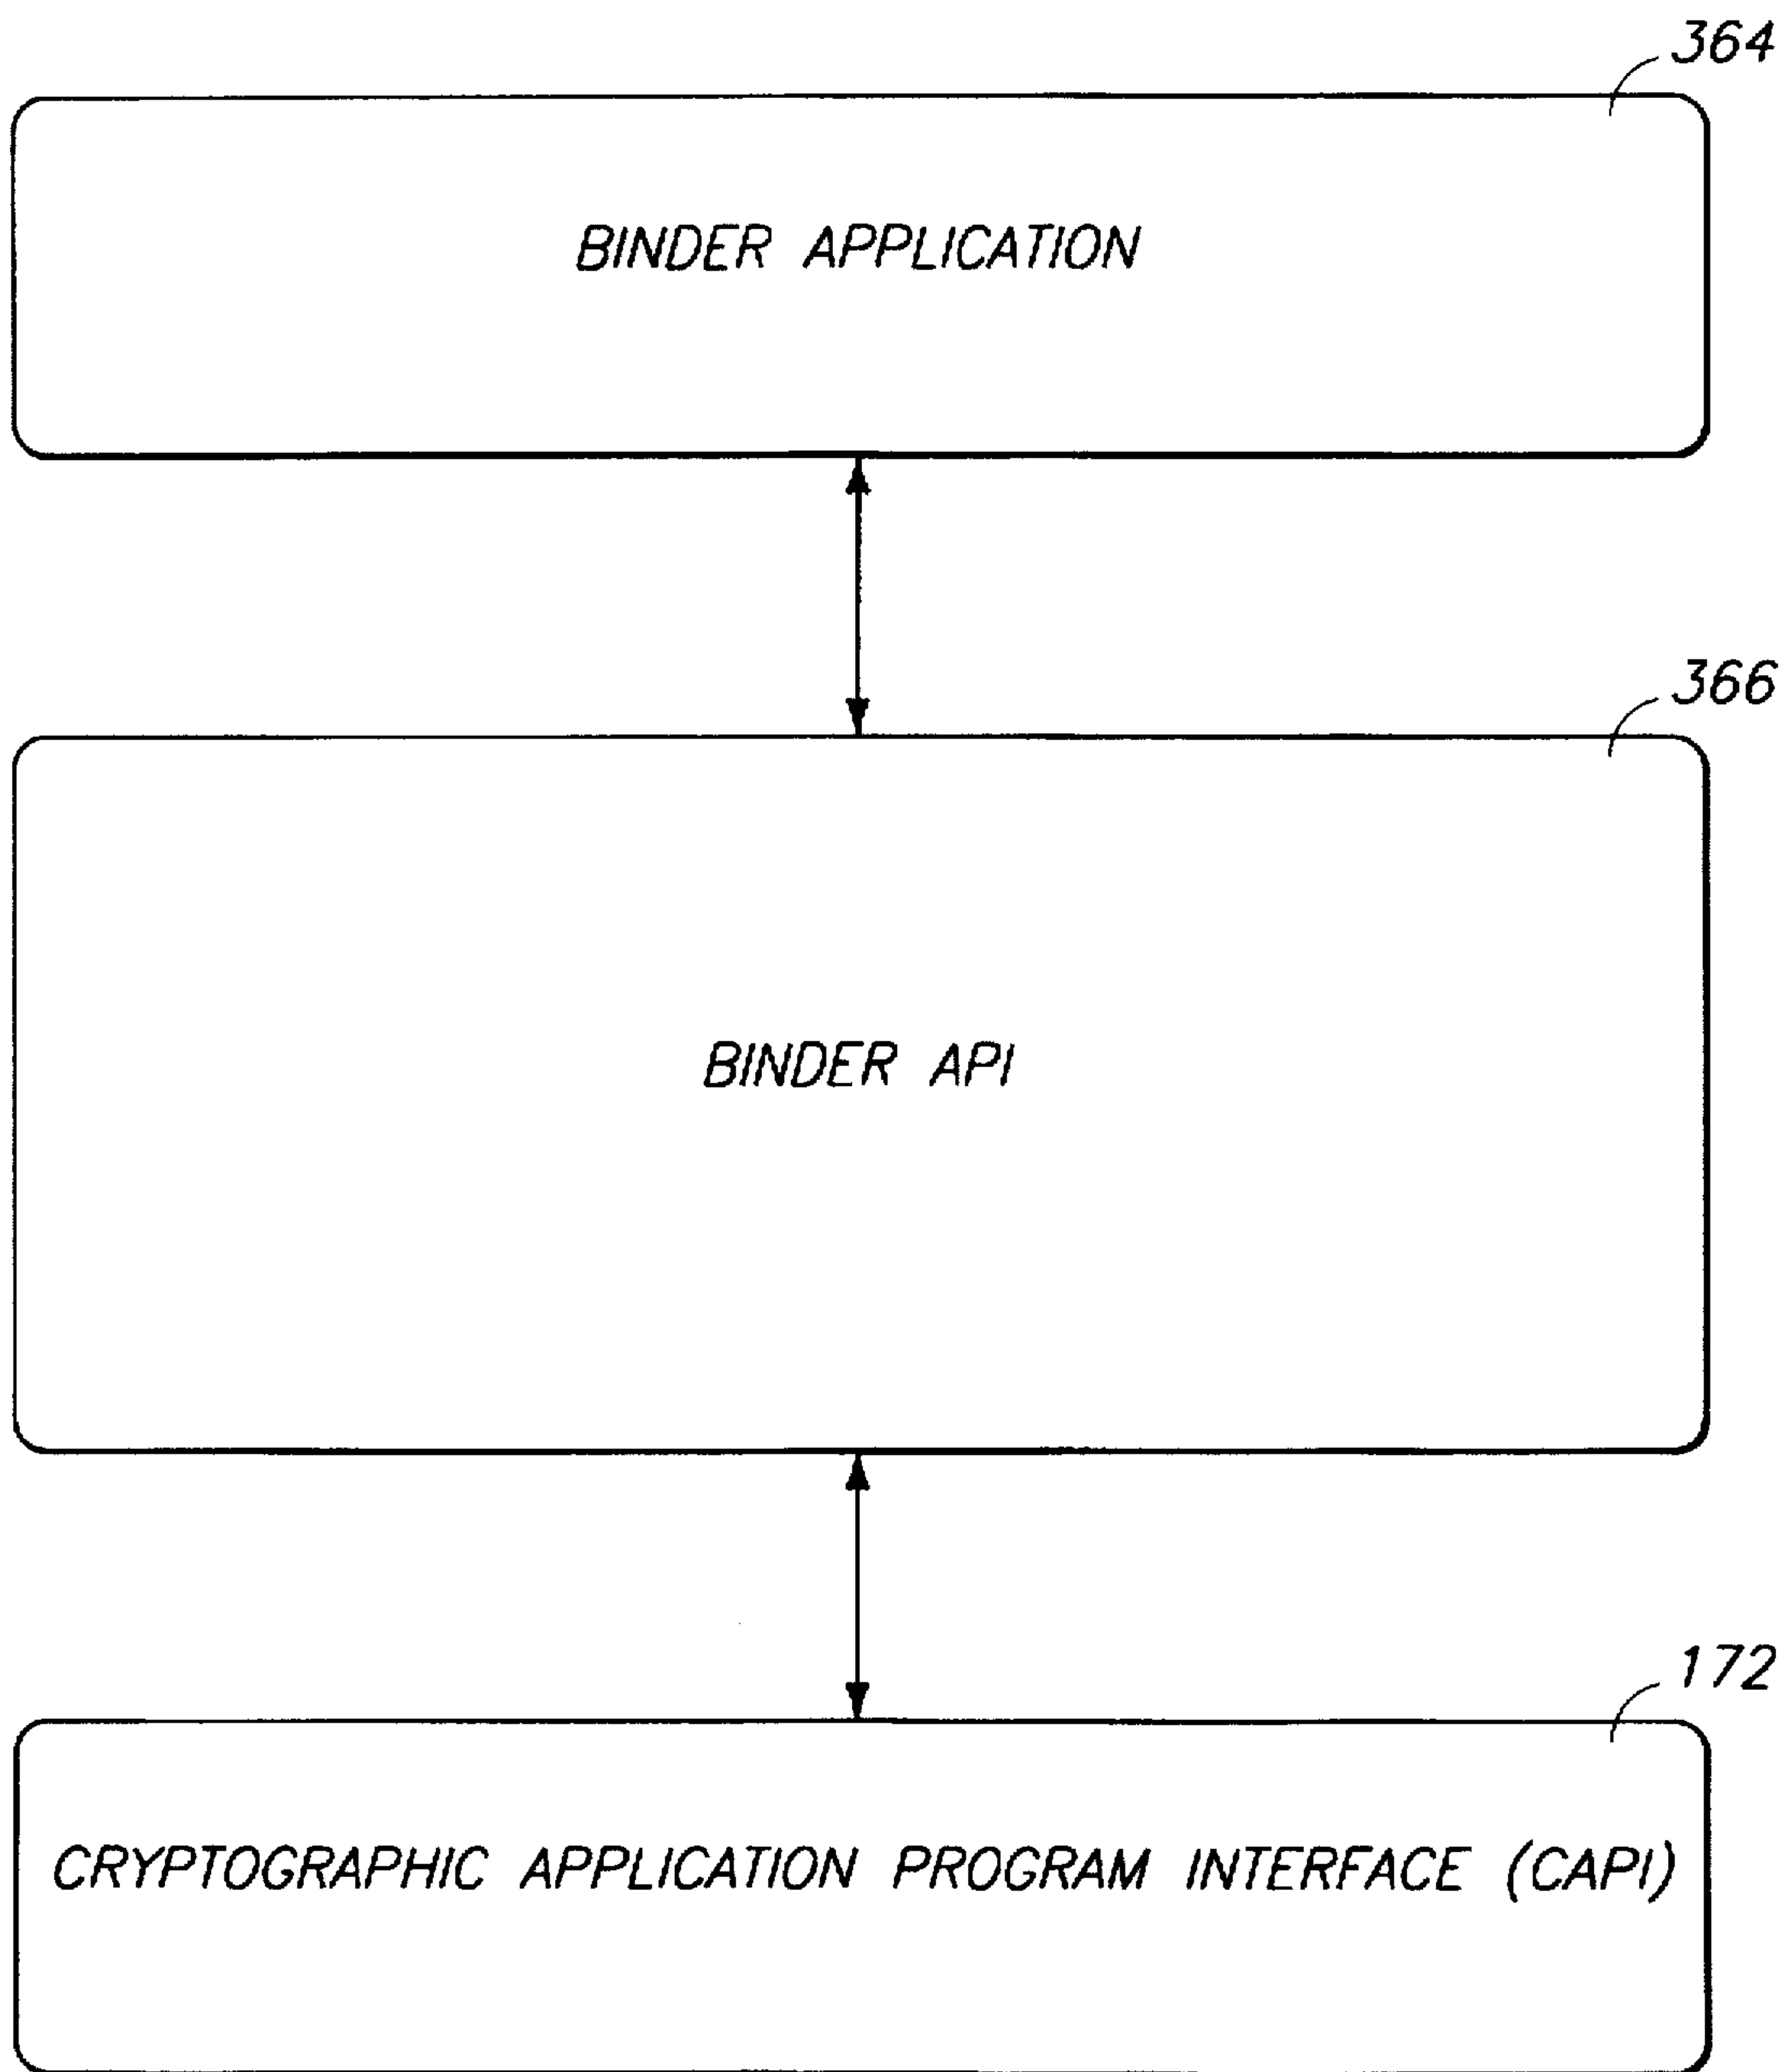 364
BINDER APPLICATION
366
BINDER API
172
CRYPTOGRAPHIC APPLICATION PROGRAM INTERFACE (CAPI)